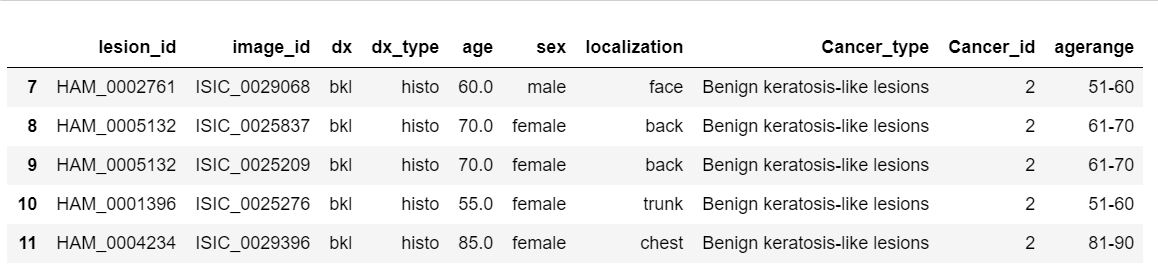 lesion_id image_id dx dx_type age sex localization Cancer_type Cancer_id agerange
7 HAM_0002761 ISIC_0029068 bkl histo 60.0 male face Benign keratosis-like lesions 2 51-60
8 HAM_0005132 ISIC_0025837 bkl histo 70.0 female back Benign keratosis-like lesions 2 61-70
9 HAM_0005132 ISIC_0025209 bkl histo 70.0 female back Benign keratosis-like lesions 2 61-70
10 HAM_0001396 ISIC_0025276 bkl histo 55.0 female trunk Benign keratosis-like lesions 2 51-60
11 HAM_0004234 ISIC_0029396 bkl histo 85.0 female chest Benign keratosis-like lesions 2 81-90